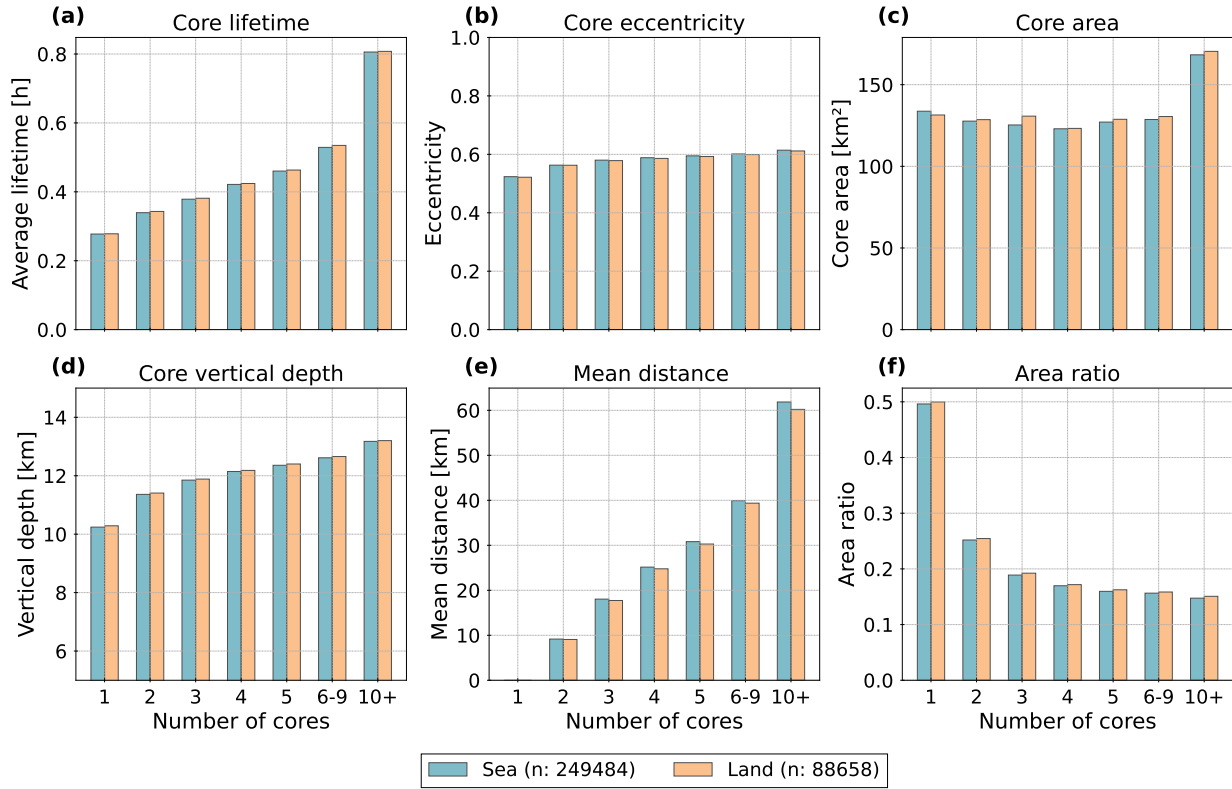 (a)
Core lifetime
Average lifetime [h]
0.8
0.6
0.4
0.2
0.0
(b)
Core eccentricity
Eccentricity
1.0
0.8
0.6
0.4
0.2
0.0
(c)
Core area
Core area [km²]
150
100
50
0
(d)
Core vertical depth
Vertical depth [km]
14
12
10
8
6
1 2 3 4 5 6-9 10+
Number of cores
(e)
Mean distance
Mean distance [km]
60
50
40
30
20
10
0
1 2 3 4 5 6-9 10+
Number of cores
(f)
Area ratio
Area ratio
0.5
0.4
0.3
0.2
0.1
0.0
1 2 3 4 5 6-9 10+
Number of cores
Sea (n: 249484) Land (n: 88658)